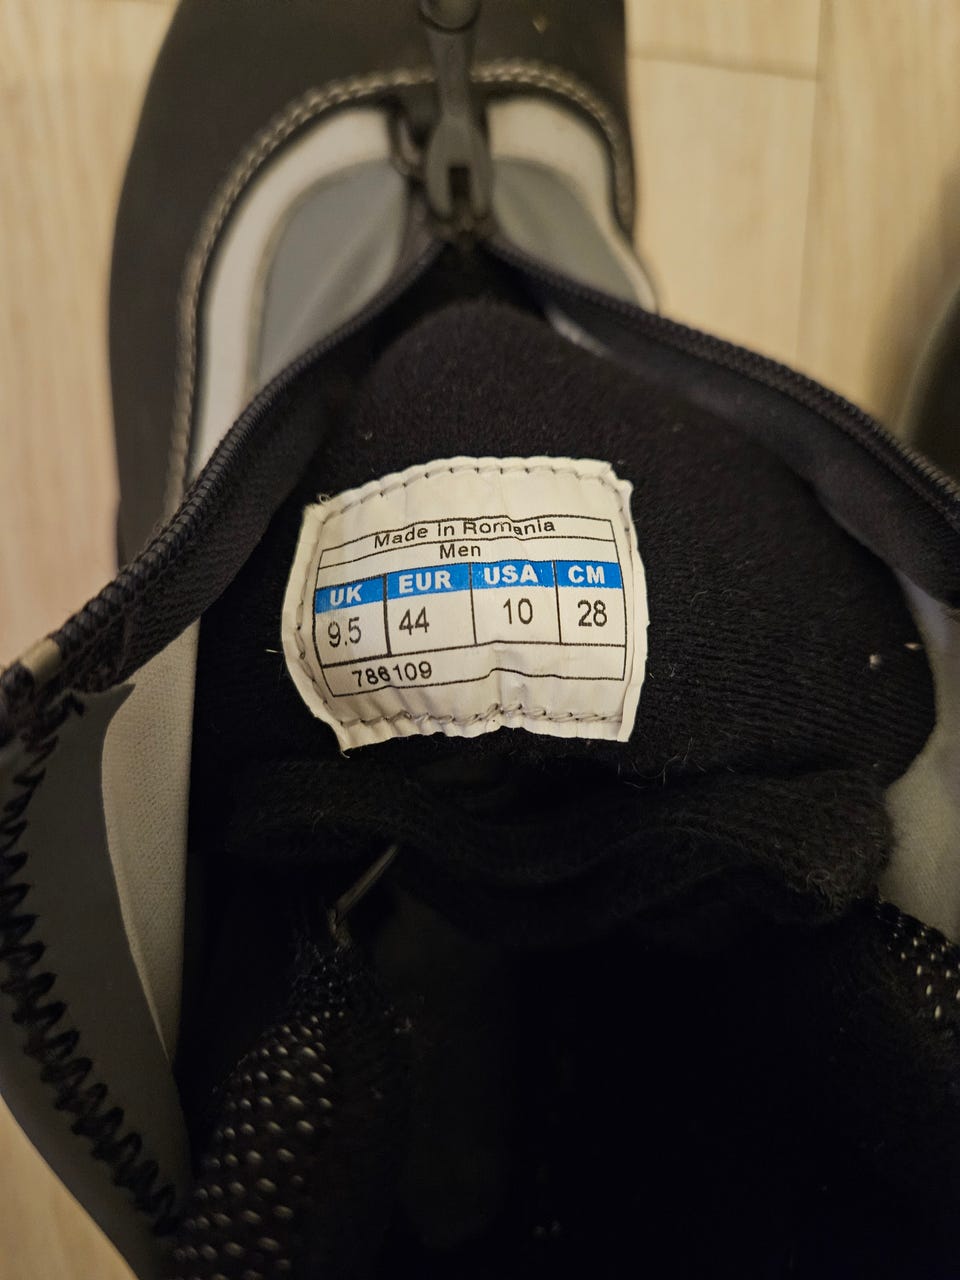 Made in Romania
Men
UK EUR USA CM
9.5 44 10 28
786109